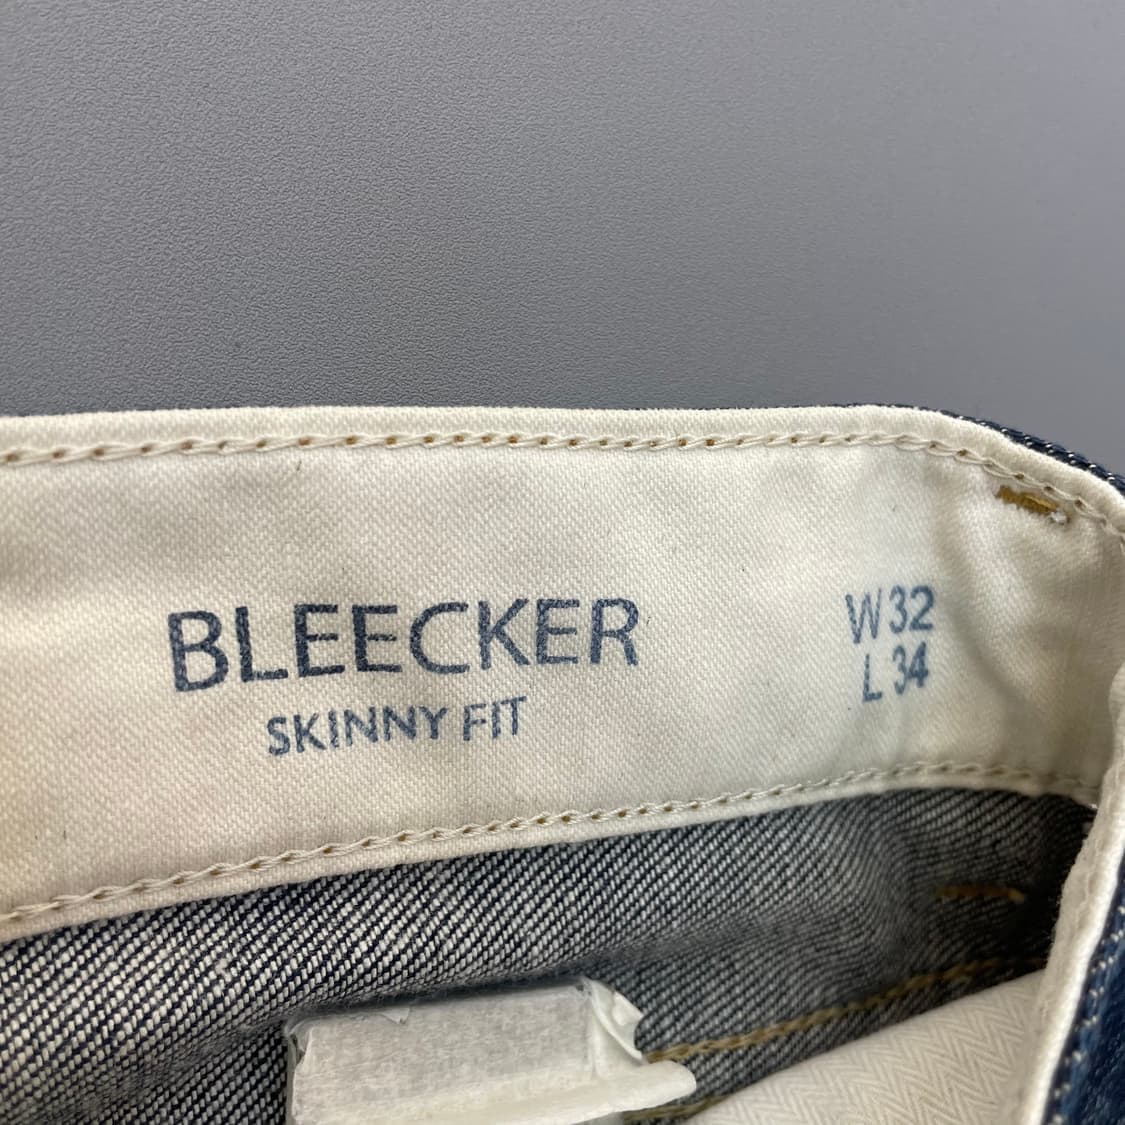 BLEECKER
SKINNY FIT
W32
L 34